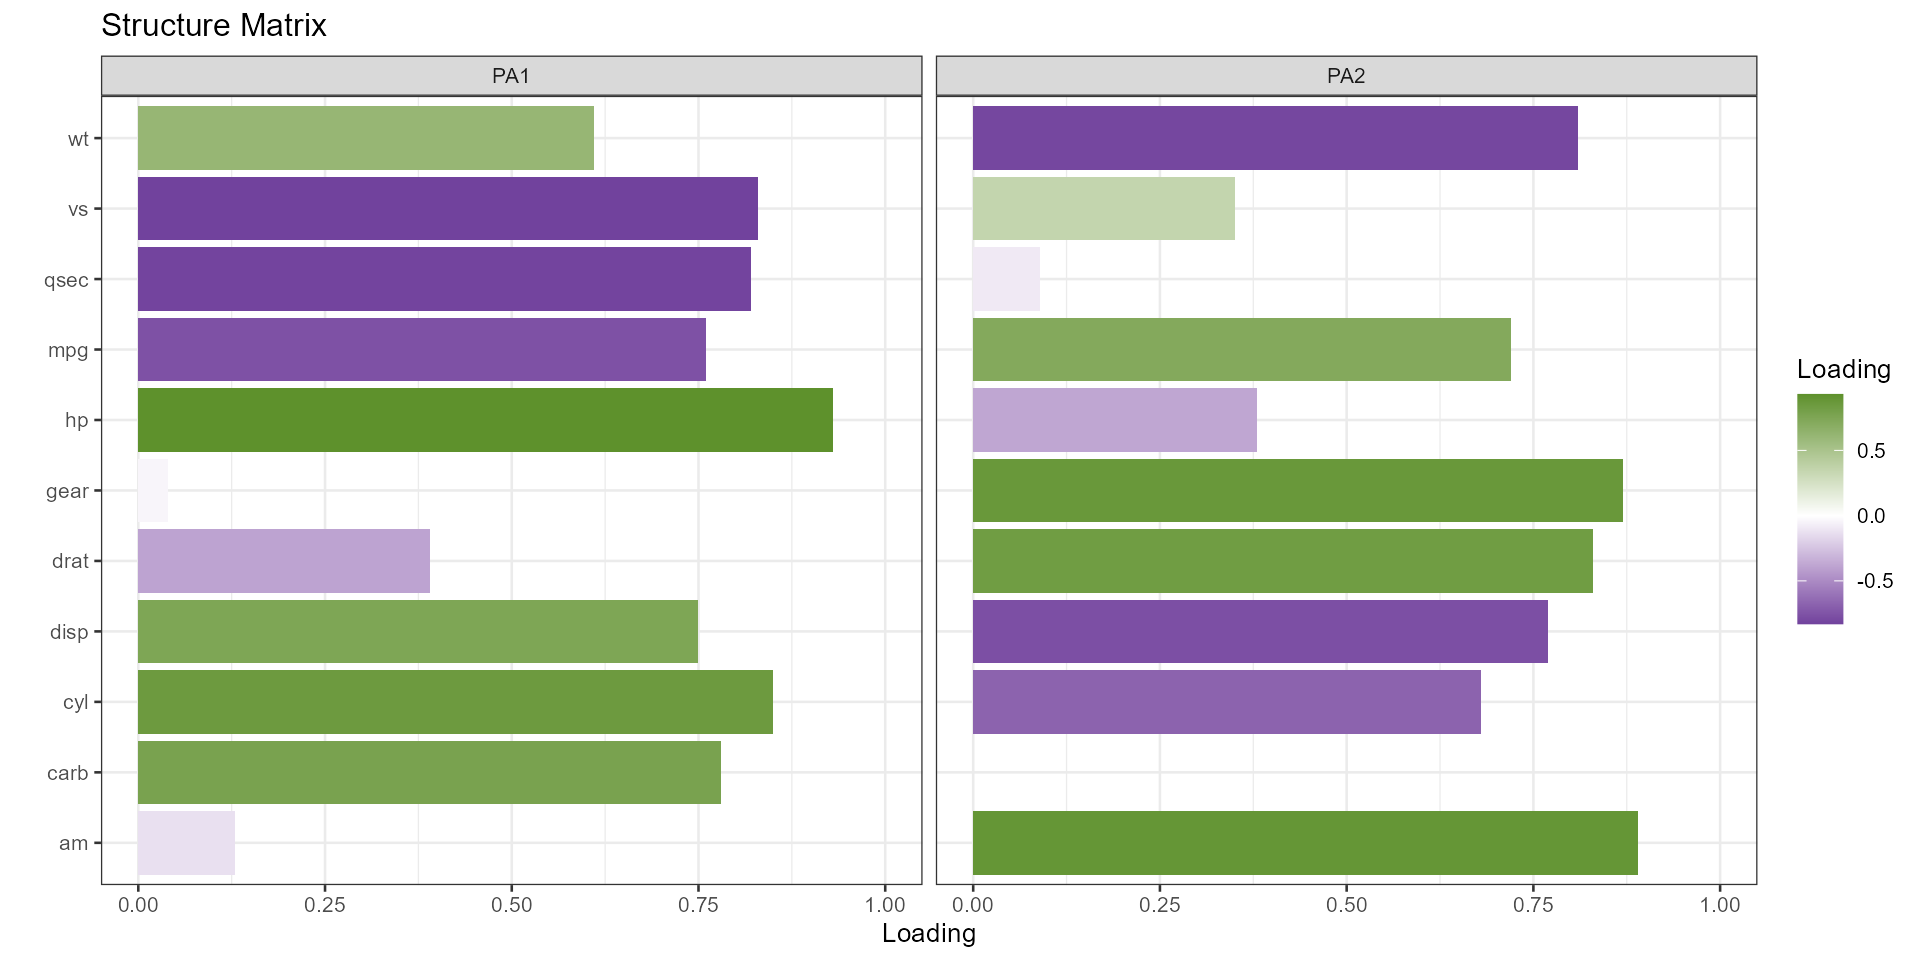 Structure Matrix
PA1
PA2
wt
vs
qsec
mpg
hp
gear
drat
disp
cyl
carb
am
0.00 0.25 0.50 0.75 1.00
0.00 0.25 0.50 0.75 1.00
Loading
Loading
0.5
0.0
-0.5